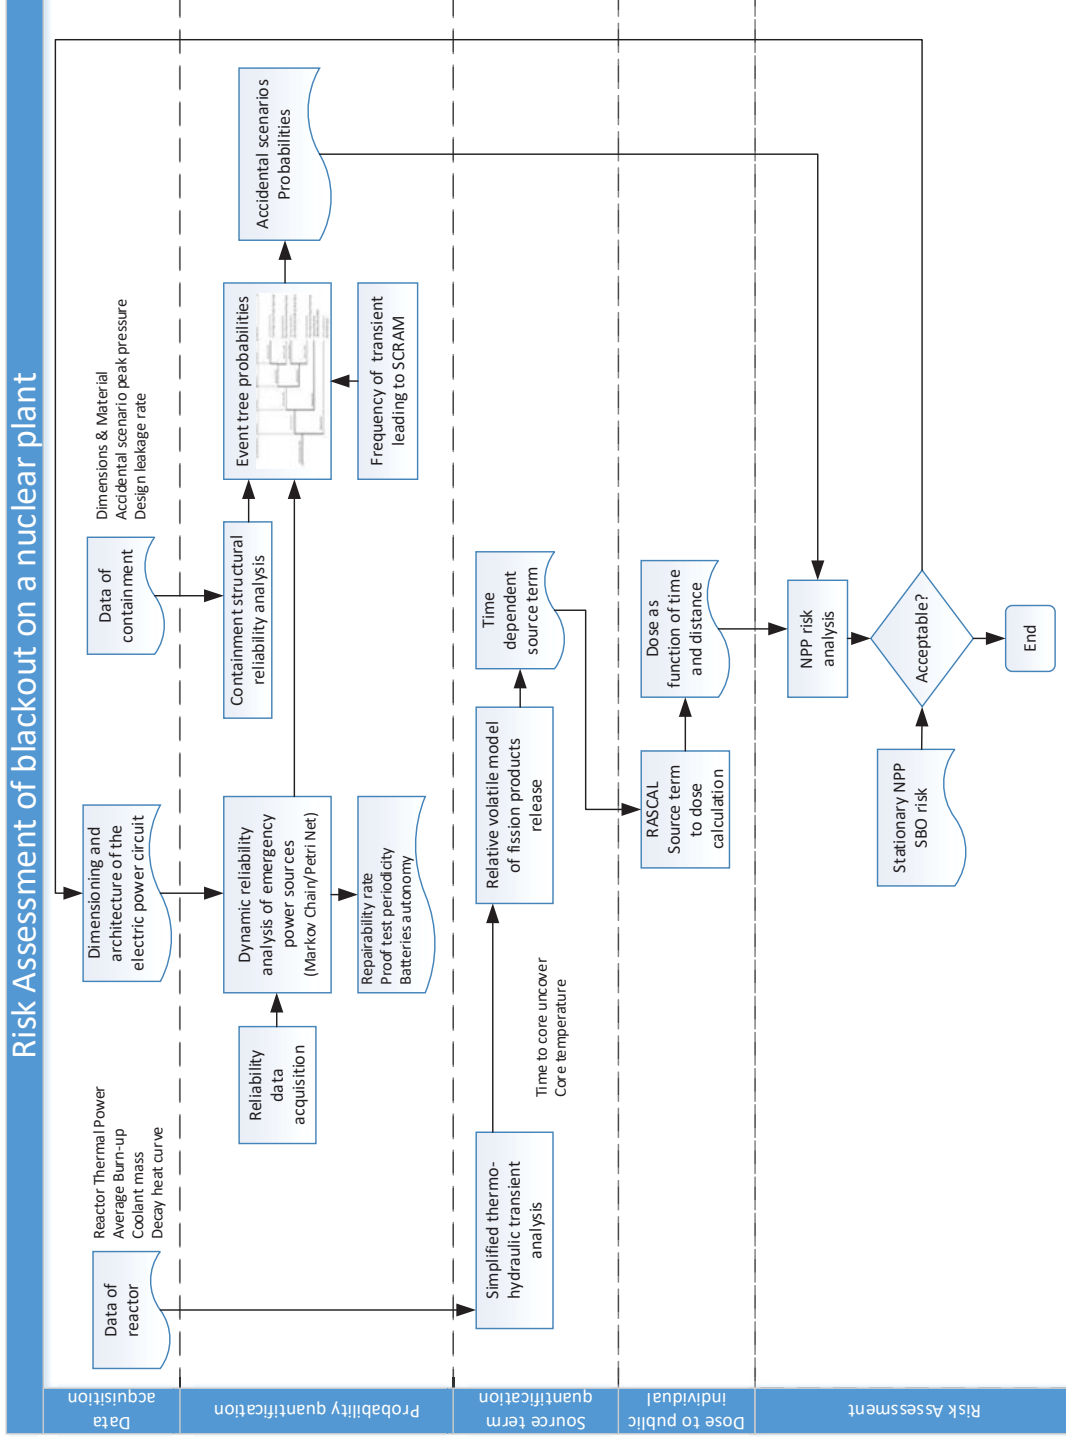 Risk Assessment of blackout on a nuclear plant
Data
acquisition
Data of
reactor
Reactor Thermal Power
Average Burn-up
Coolant mass
Decay heat curve
Dimensioning and
architecture of the
electric power circuit
Data of
containment
Dimensions & Material
Accidental scenario peak pressure
Design leakage rate
Probability quantification
Reliability
data
acquisition
Dynamic reliability
analysis of emergency
power sources
(Markov Chain/Petri Net)
Repairability rate
Proof test periodicity
Batteries autonomy
Containment structural
reliability analysis
Event tree probabilities
Frequency of transient
leading to SCRAM
Accidental scenarios
Probabilities
Source term
quantification
Simplified thermo-
hydraulic transient
analysis
Time to core uncover
Core temperature
Relative volatile model
of fission products
release
Time
dependent
source term
Dose to public
individual
RASCAL
Source term
to dose
calculation
Dose as
function of time
and distance
Risk Assessment
Stationary NPP
SBO risk
NPP risk
analysis
Acceptable?
End